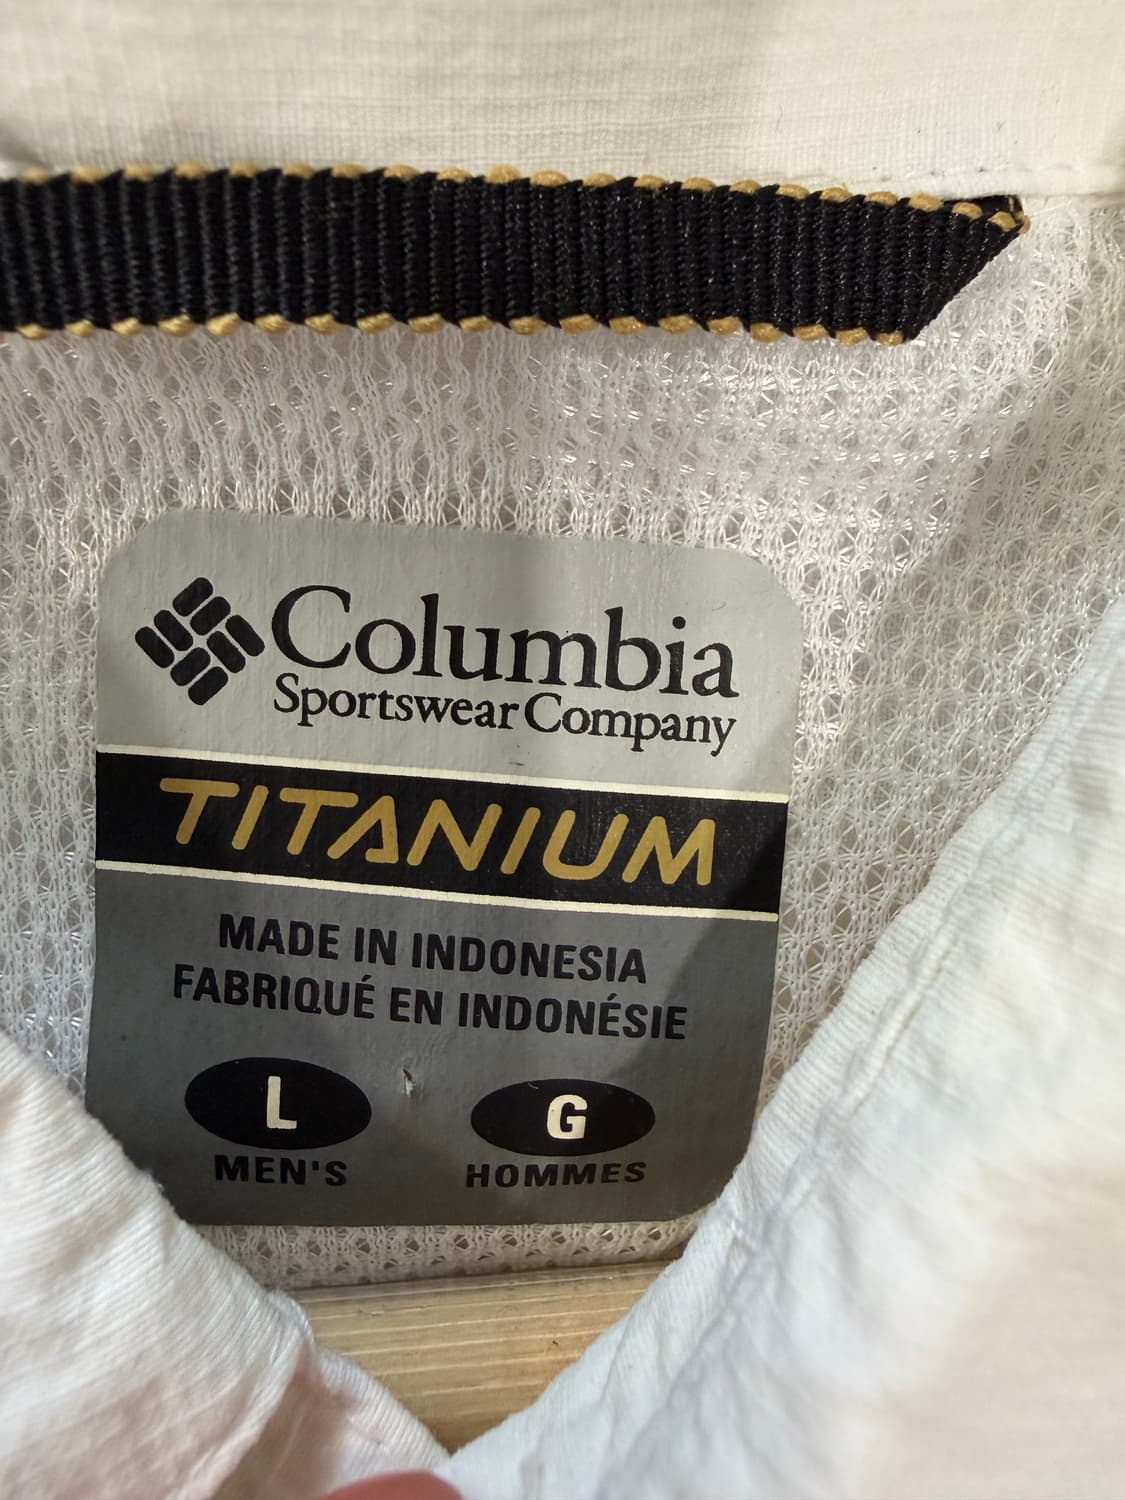 Columbia
Sportswear Company
TITANIUM
MADE IN INDONESIA
FABRIQUÉ EN INDONÉSIE
L G
MEN'S HOMMES